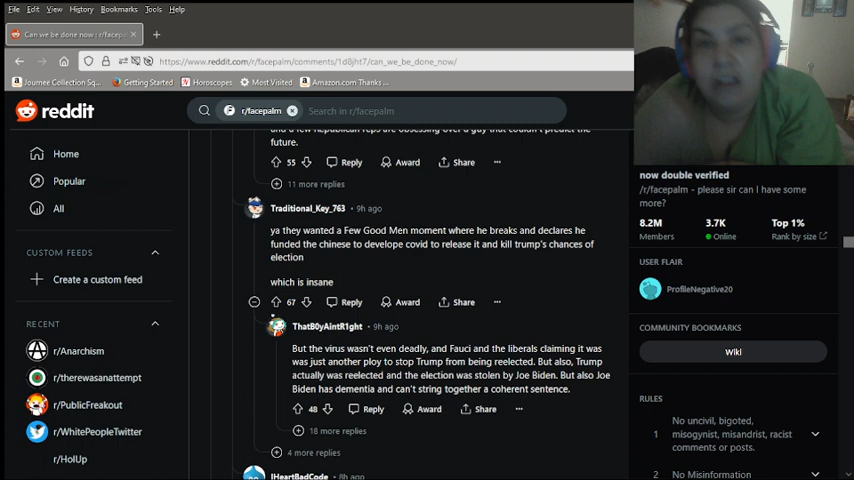 File Edit View History Bookmarks Tools Help
Can we be done now : r/facepalm
https://www.reddit.com/r/facepalm/comments/1d8jht7/can_we_be_done_now/
Journee Collection Sq... Getting Started Horoscopes Most Visited Amazon.com Thanks ...
reddit
r/facepalm Search in r/facepalm
Home
Popular
All
CUSTOM FEEDS
Create a custom feed
RECENT
r/Anarchism
r/therewasanattempt
r/PublicFreakout
r/WhitePeopleTwitter
r/HolUp
and a few Republican reps are obsessing over a guy that couldn't predict the
future.
55 Reply Award Share
11 more replies
Traditional_Key_763 • 9h ago
ya they wanted a Few Good Men moment where he breaks and declares he
funded the chinese to develope covid to release it and kill trump's chances of
election
which is insane
67 Reply Award Share
ThatB0yAintR1ght • 9h ago
But the virus wasn't even deadly, and Fauci and the liberals claiming it was
was just another ploy to stop Trump from being reelected. But also, Trump
actually was reelected and the election was stolen by Joe Biden. But also Joe
Biden has dementia and can't string together a coherent sentence.
48 Reply Award Share
18 more replies
4 more replies
IHeartBadCode • 8h ago
now double verified
/r/facepalm - please sir can I have some
more?
8.2M 3.7K Top 1%
Members Online Rank by size
USER FLAIR
ProfileNegative20
COMMUNITY BOOKMARKS
Wiki
RULES
1 No uncivil, bigoted,
misogynist, misandrist, racist
comments or posts.
2 No Misinformation